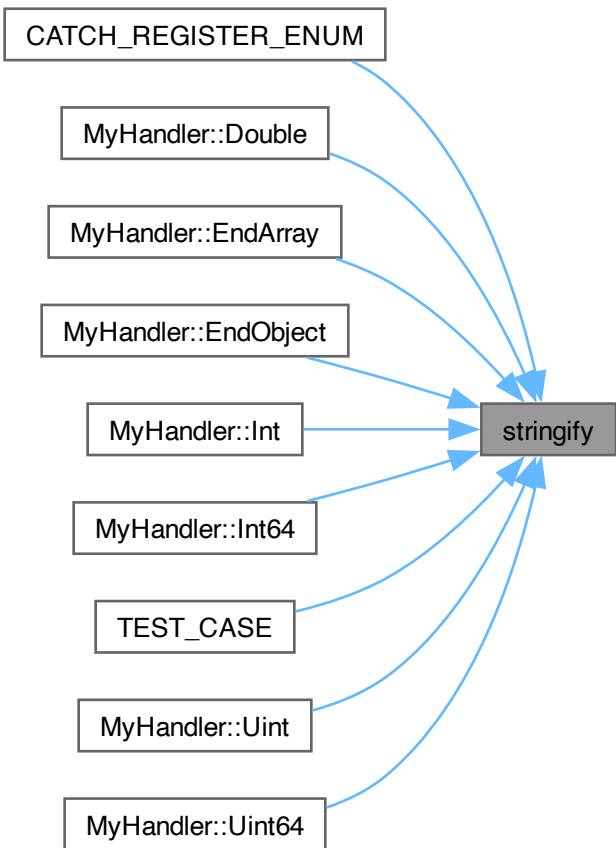 CATCH_REGISTER_ENUM
MyHandler::Double
MyHandler::EndArray
MyHandler::EndObject
MyHandler::Int
stringify
MyHandler::Int64
TEST_CASE
MyHandler::Uint
MyHandler::Uint64